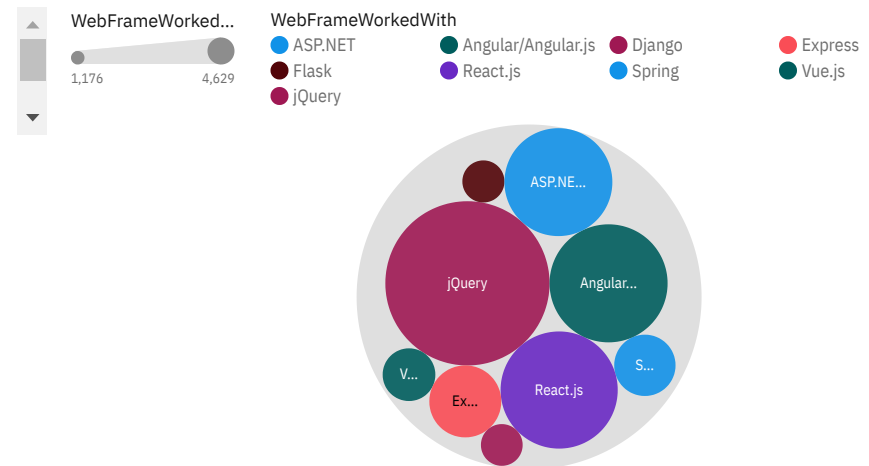 WebFrameWorked...
1,176 4,629
WebFrameWorkedWith
ASP.NET Angular/Angular.js Django Express
Flask React.js Spring Vue.js
jQuery
ASP.NE...
jQuery Angular...
S...
V...
React.js
Ex...